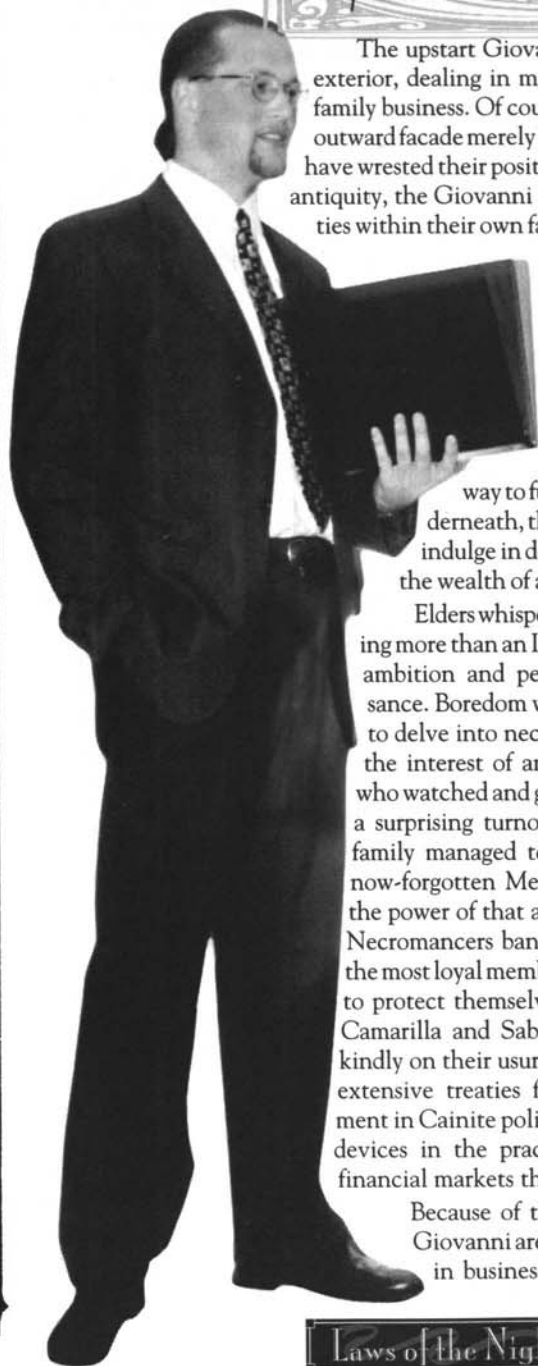 The upstart Giova
exterior, dealing in m
family business. Of cou
outward facade merely
have wrested their posit
antiquity, the Giovanni
ties within their own fa
way to fu
derneath, th
indulge in d
the wealth of a
Elders whispe
ing more than an I
ambition and pe
sance. Boredom w
to delve into nec
the interest of an
who watched and g
a surprising turno
family managed to
now-forgotten Me
the power of that a
Necromancers ban
the most loyal memb
to protect themselv
Camarilla and Sab
kindly on their usur
extensive treaties f
ment in Cainite poli
devices in the prac
financial markets th
Because of t
Giovanni are
in busines
Laws of the Nig